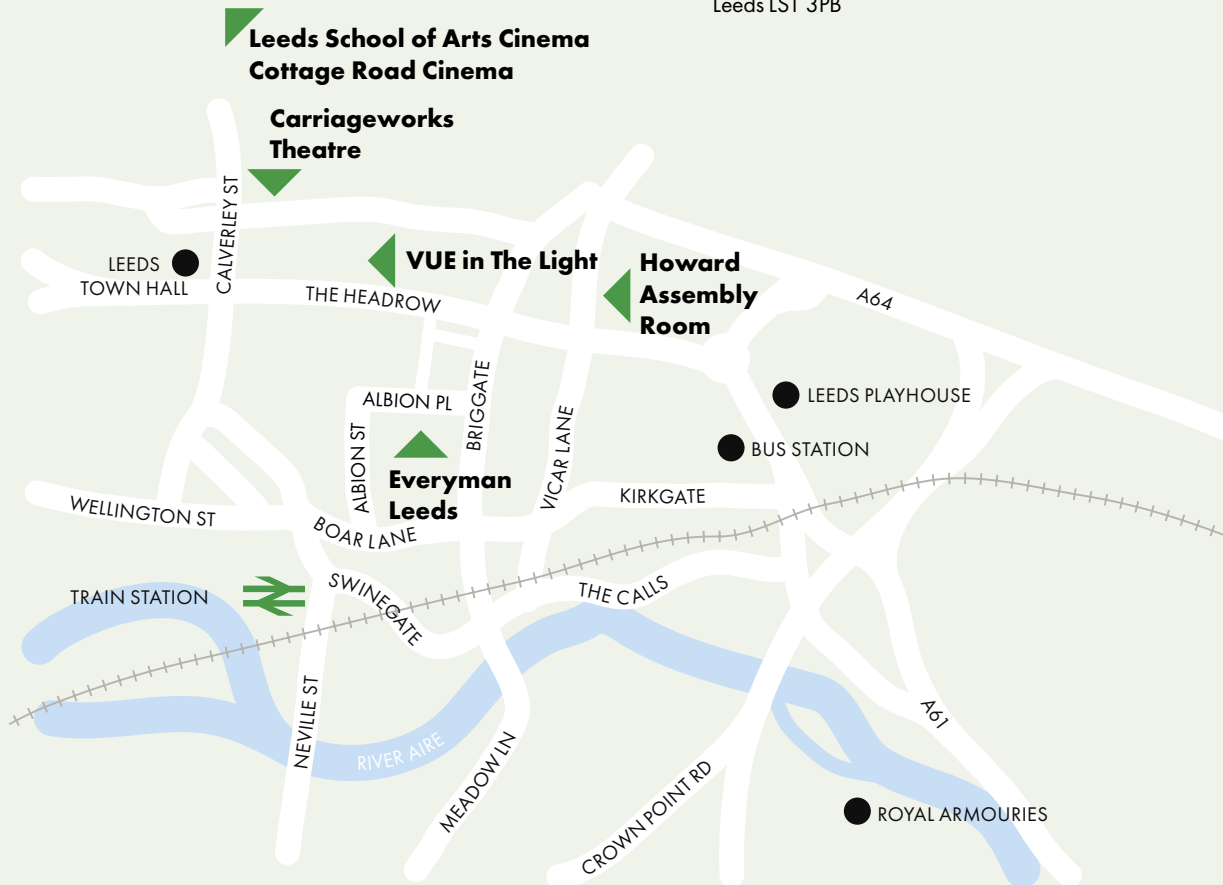 Leeds LS1 3PB
Leeds School of Arts Cinema
Cottage Road Cinema
Carriageworks
Theatre
CALVERLEY ST
LEEDS
TOWN HALL
THE HEADROW
VUE in The Light
Howard
Assembly
Room
A64
ALBION PL
BRIGGATE
LEEDS PLAYHOUSE
ALBION ST
VICAR LANE
BUS STATION
Everyman
Leeds
KIRKGATE
WELLINGTON ST
BOAR LANE
TRAIN STATION
SWINEGATE
THE CALLS
NEVILLE ST
RIVER AIRE
MEADOW LN
CROWN POINT RD
A61
ROYAL ARMOURIES